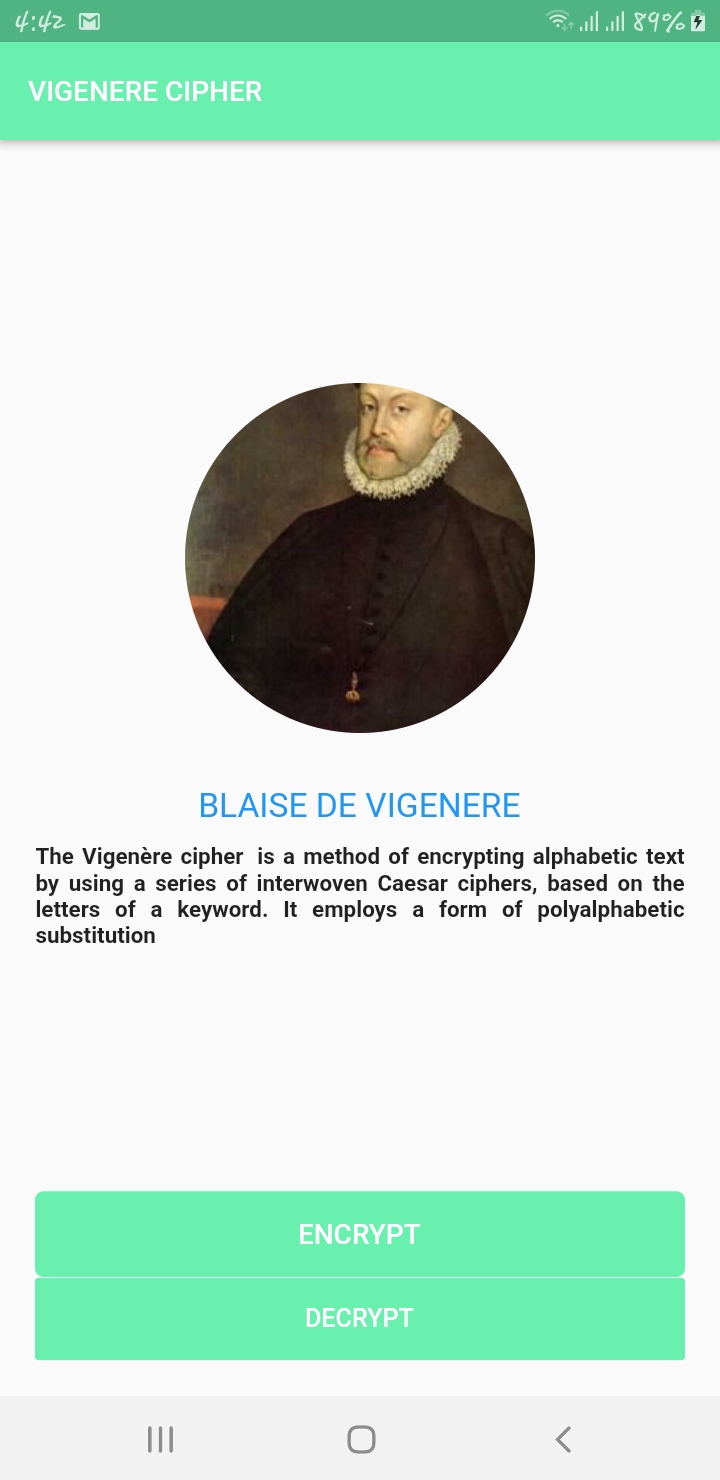 4:42 89%
VIGENERE CIPHER
BLAISE DE VIGENERE
The Vigenère cipher is a method of encrypting alphabetic text
by using a series of interwoven Caesar ciphers, based on the
letters of a keyword. It employs a form of polyalphabetic
substitution
ENCRYPT
DECRYPT